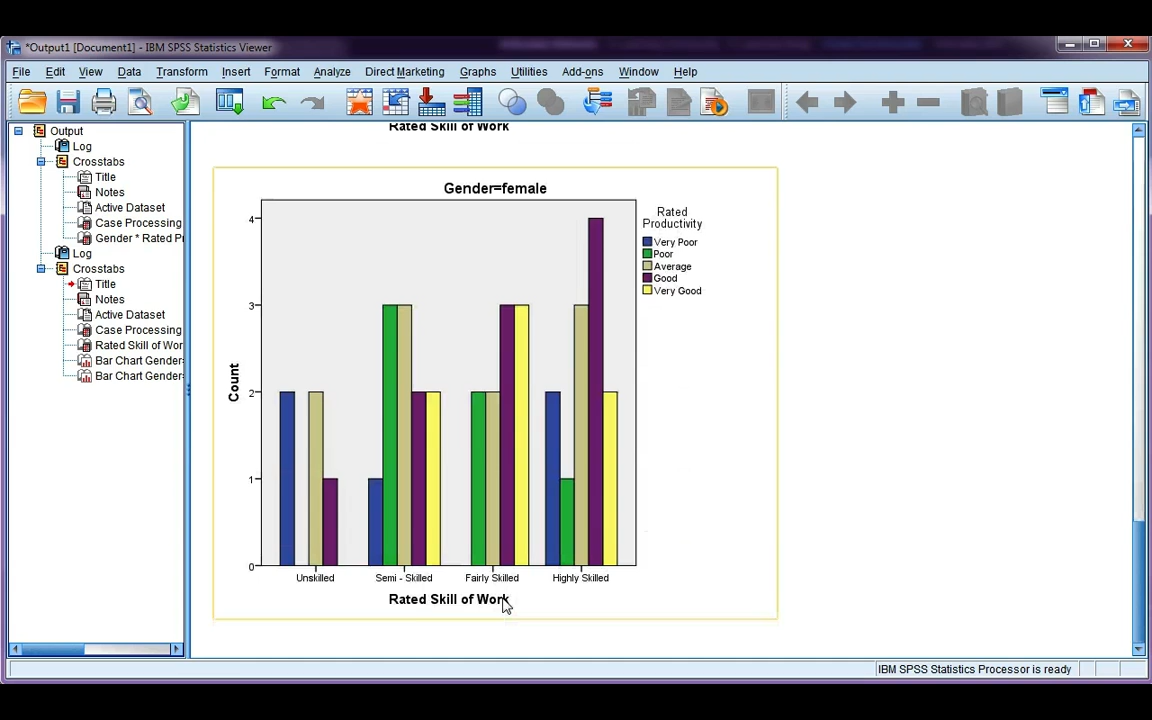 *Output1 [Document1] - IBM SPSS Statistics Viewer
File Edit View Data Transform Insert Format Analyze Direct Marketing Graphs Utilities Add-ons Window Help
Output
Log
Crosstabs
Title
Notes
Active Dataset
Case Processing
Gender * Rated Pr
Log
Crosstabs
Title
Notes
Active Dataset
Case Processing
Rated Skill of Wor
Bar Chart Gender=
Bar Chart Gender=
Rated Skill of Work
Gender=female
Count
4
3
2
1
0
Unskilled Semi - Skilled Fairly Skilled Highly Skilled
Rated Skill of Work
Rated
Productivity
Very Poor
Poor
Average
Good
Very Good
IBM SPSS Statistics Processor is ready